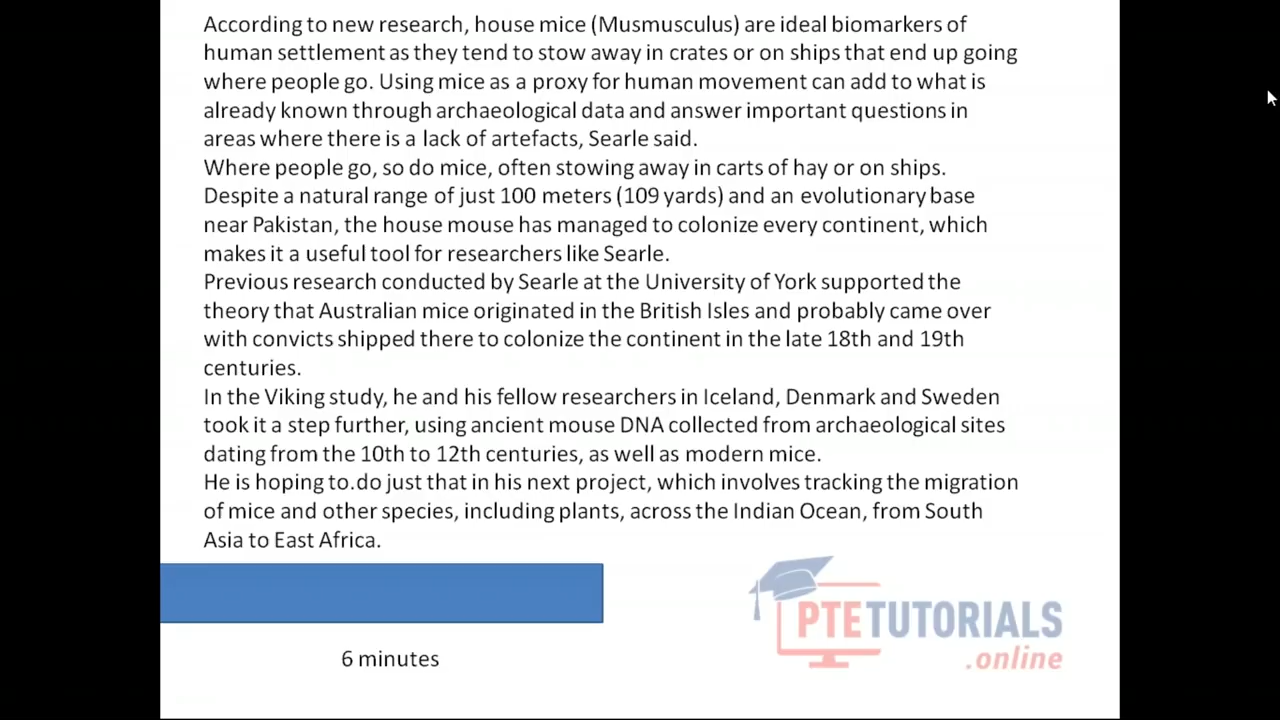 According to new research, house mice (Musmusculus) are ideal biomarkers of
human settlement as they tend to stow away in crates or on ships that end up going
where people go. Using mice as a proxy for human movement can add to what is
already known through archaeological data and answer important questions in
areas where there is a lack of artefacts, Searle said.
Where people go, so do mice, often stowing away in carts of hay or on ships.
Despite a natural range of just 100 meters (109 yards) and an evolutionary base
near Pakistan, the house mouse has managed to colonize every continent, which
makes it a useful tool for researchers like Searle.
Previous research conducted by Searle at the University of York supported the
theory that Australian mice originated in the British Isles and probably came over
with convicts shipped there to colonize the continent in the late 18th and 19th
centuries.
In the Viking study, he and his fellow researchers in Iceland, Denmark and Sweden
took it a step further, using ancient mouse DNA collected from archaeological sites
dating from the 10th to 12th centuries, as well as modern mice.
He is hoping to.do just that in his next project, which involves tracking the migration
of mice and other species, including plants, across the Indian Ocean, from South
Asia to East Africa.
6 minutes
PTETUTORIALS
.online